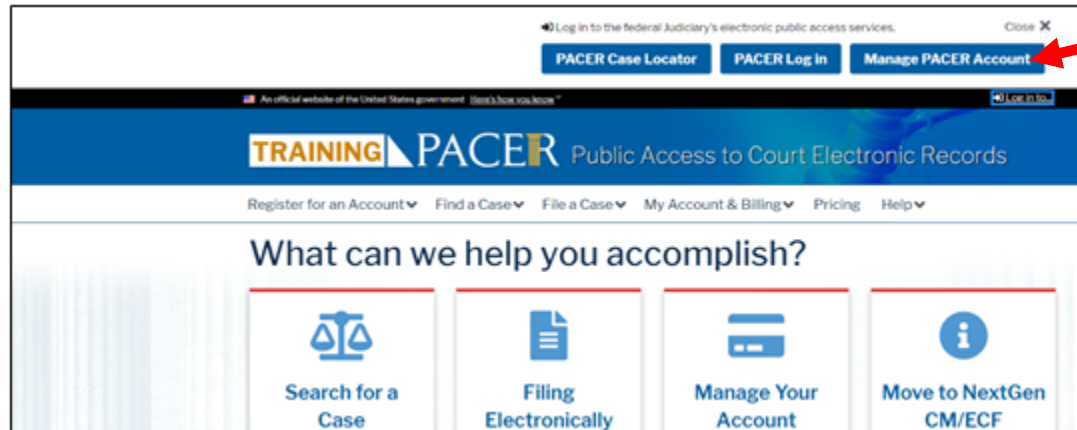 Log in to the federal Judiciary's electronic public access services.
Close X
PACER Case Locator
PACER Log in
Manage PACER Account
An official website of the United States government Here's how you know
Log in to...
TRAINING PACER Public Access to Court Electronic Records
Register for an Account
Find a Case
File a Case
My Account & Billing
Pricing
Help
What can we help you accomplish?
Search for a
Case
Filing
Electronically
Manage Your
Account
Move to NextGen
CM/ECF